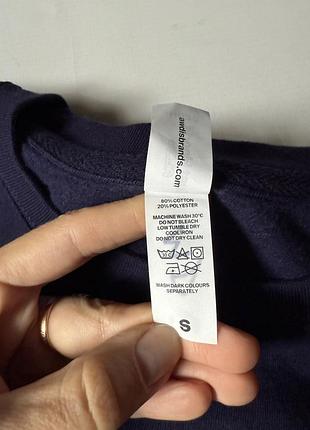 awdisbrands.com
80% COTTON
20% POLYESTER
MACHINE WASH 30°C
DO NOT BLEACH
LOW TUMBLE DRY
COOL IRON
DO NOT DRY CLEAN
WASH DARK COLOURS
SEPARATELY
S